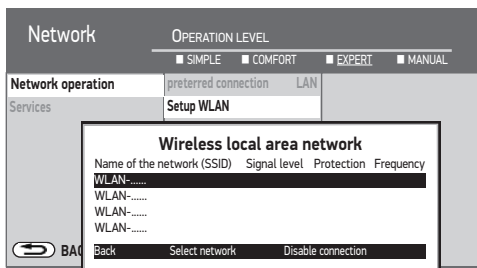 Network
OPERATION LEVEL
SIMPLE COMFORT EXPERT MANUAL
Network operation preferred connection LAN
Services Setup WLAN
Wireless local area network
Name of the network (SSID) Signal level Protection Frequency
WLAN-......
WLAN-......
WLAN-......
WLAN-......
Back Select network Disable connection